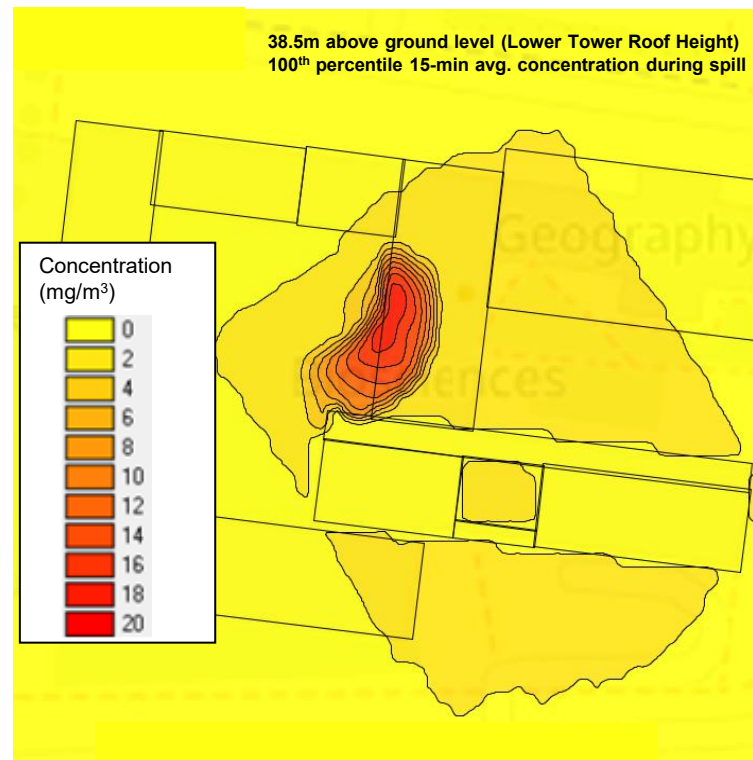 38.5m above ground level (Lower Tower Roof Height)
100th percentile 15-min avg. concentration during spill
Geography
Concentration
(mg/m³)
0
2
4
6
8
10
12
14
16
18
20